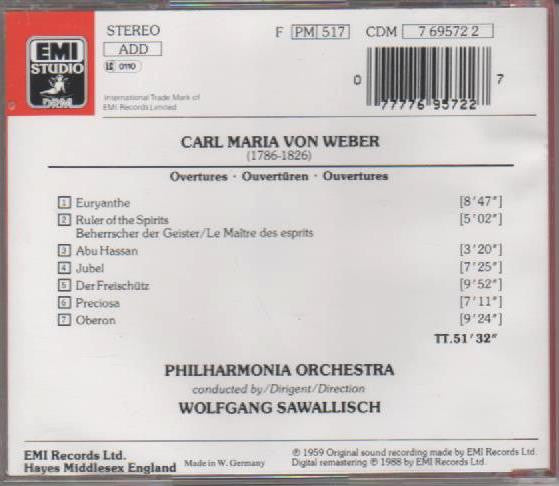 EMI
STUDIO
DRM
STEREO
ADD
0110
F PM 517 CDM 7 69572 2
0 77776 95722 7
International Trade Mark of
EMI Records Limited
CARL MARIA VON WEBER
(1786-1826)
Overtures · Ouvertüren · Ouvertures
1 Euryanthe [8'47"]
2 Ruler of the Spirits [5'02"]
Beherrscher der Geister/Le Maître des esprits
3 Abu Hassan [3'20"]
4 Jubel [7'25"]
5 Der Freischütz [9'52"]
6 Preciosa [7'11"]
7 Oberon [9'24"]
TT.51'32"
PHILHARMONIA ORCHESTRA
conducted by/Dirigent/Direction
WOLFGANG SAWALLISCH
EMI Records Ltd.
Hayes Middlesex England
Made in W. Germany
℗ 1959 Original sound recording made by EMI Records Ltd.
Digital remastering ℗ 1988 by EMI Records Ltd.